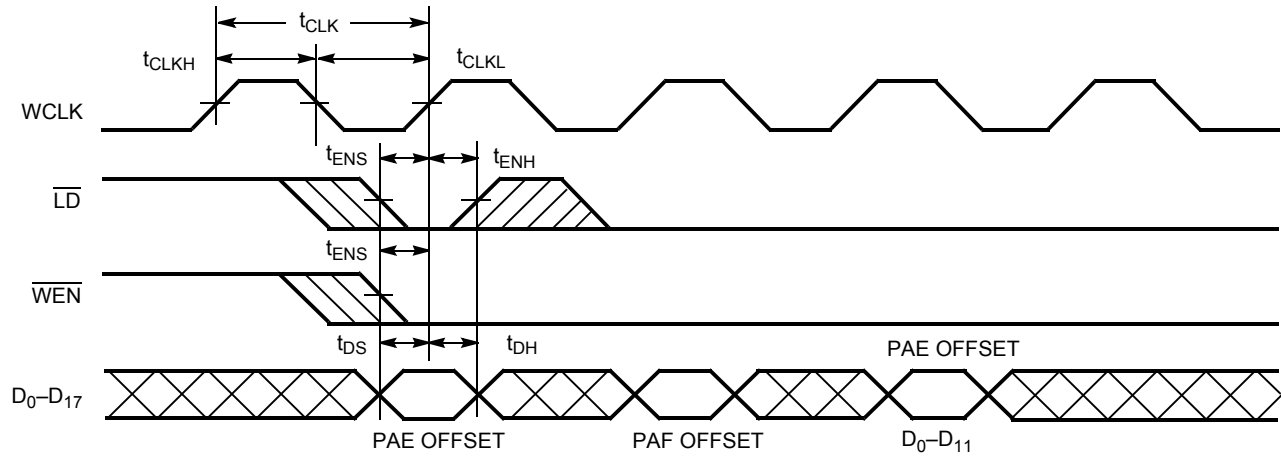 tCLK
tCLKH
tCLKL
WCLK
tENS
tENH
LD
tENS
WEN
tDS
tDH
PAE OFFSET
D0–D17
PAE OFFSET
PAF OFFSET
D0–D11